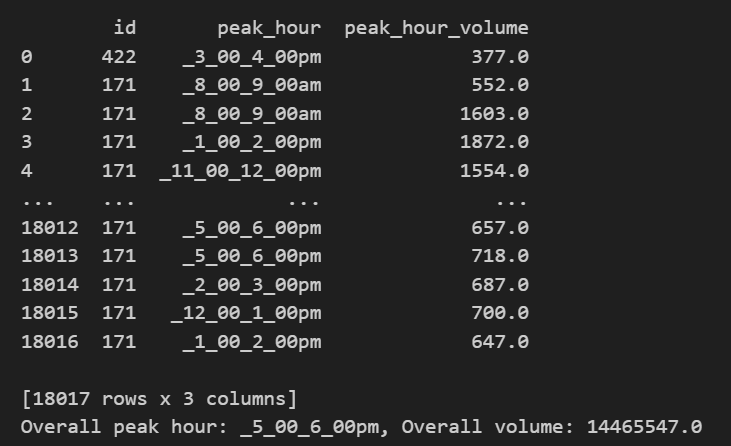 id peak_hour peak_hour_volume
0 422 _3_00_4_00pm 377.0
1 171 _8_00_9_00am 552.0
2 171 _8_00_9_00am 1603.0
3 171 _1_00_2_00pm 1872.0
4 171 _11_00_12_00pm 1554.0
... ... ... ...
18012 171 _5_00_6_00pm 657.0
18013 171 _5_00_6_00pm 718.0
18014 171 _2_00_3_00pm 687.0
18015 171 _12_00_1_00pm 700.0
18016 171 _1_00_2_00pm 647.0
[18017 rows x 3 columns]
Overall peak hour: _5_00_6_00pm, Overall volume: 14465547.0